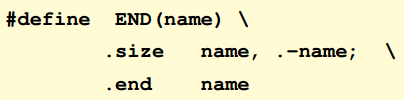 #define  END(name) \
        .size   name, .-name;  \
        .end    name